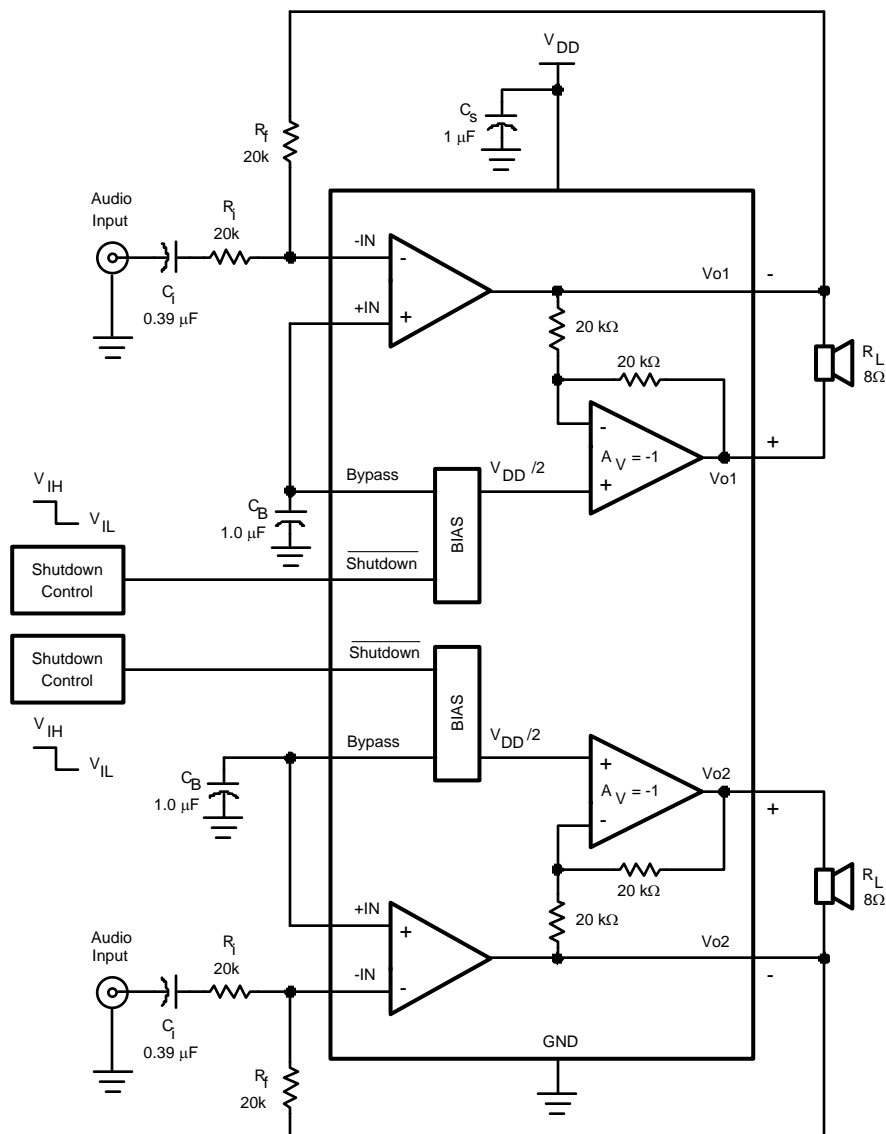 V DD
C s
1 μF
R f
20k
Audio
Input
R i
20k
C i
0.39 μF
-IN
-
+IN
+
Vo1
-
20 kΩ
20 kΩ
R L
8Ω
-
A V = -1
+
+
Vo1
Bypass
V DD /2
C B
1.0 μF
BIAS
V IH
V IL
Shutdown
Shutdown
Control
Shutdown
Control
Shutdown
V IH
V IL
BIAS
Bypass
V DD /2
C B
1.0 μF
+
A V = -1
-
Vo2
+
20 kΩ
20 kΩ
R L
8Ω
+IN
+
Vo2
-
Audio
Input
R i
20k
-IN
-
C i
0.39 μF
GND
R f
20k